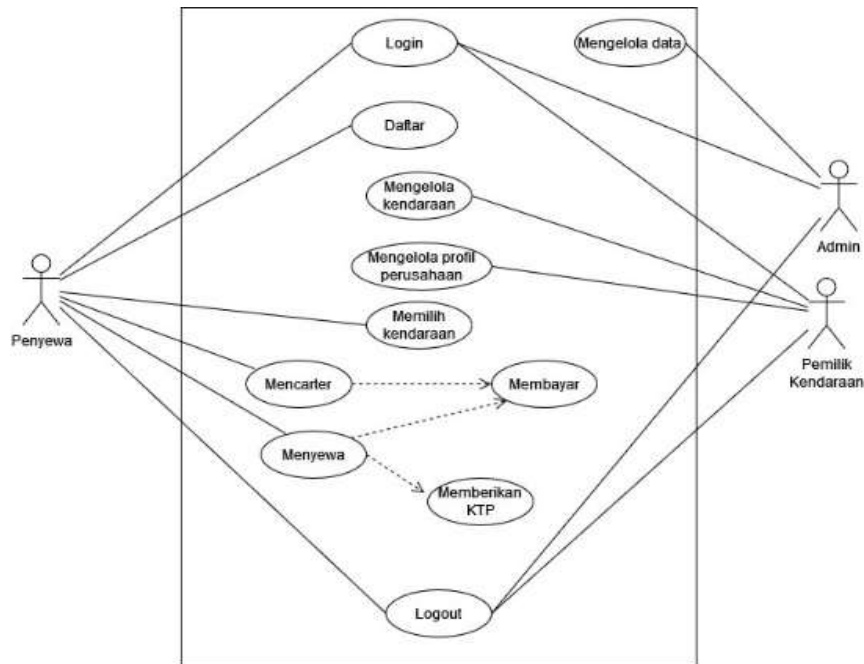 Login
Mengelola data
Daftar
Mengelola
kendaraan
Admin
Mengelola profil
perusahaan
Penyewa
Memilih
kendaraan
Pemilik
Kendaraan
Mencarter
Membayar
Menyewa
Memberikan
KTP
Logout